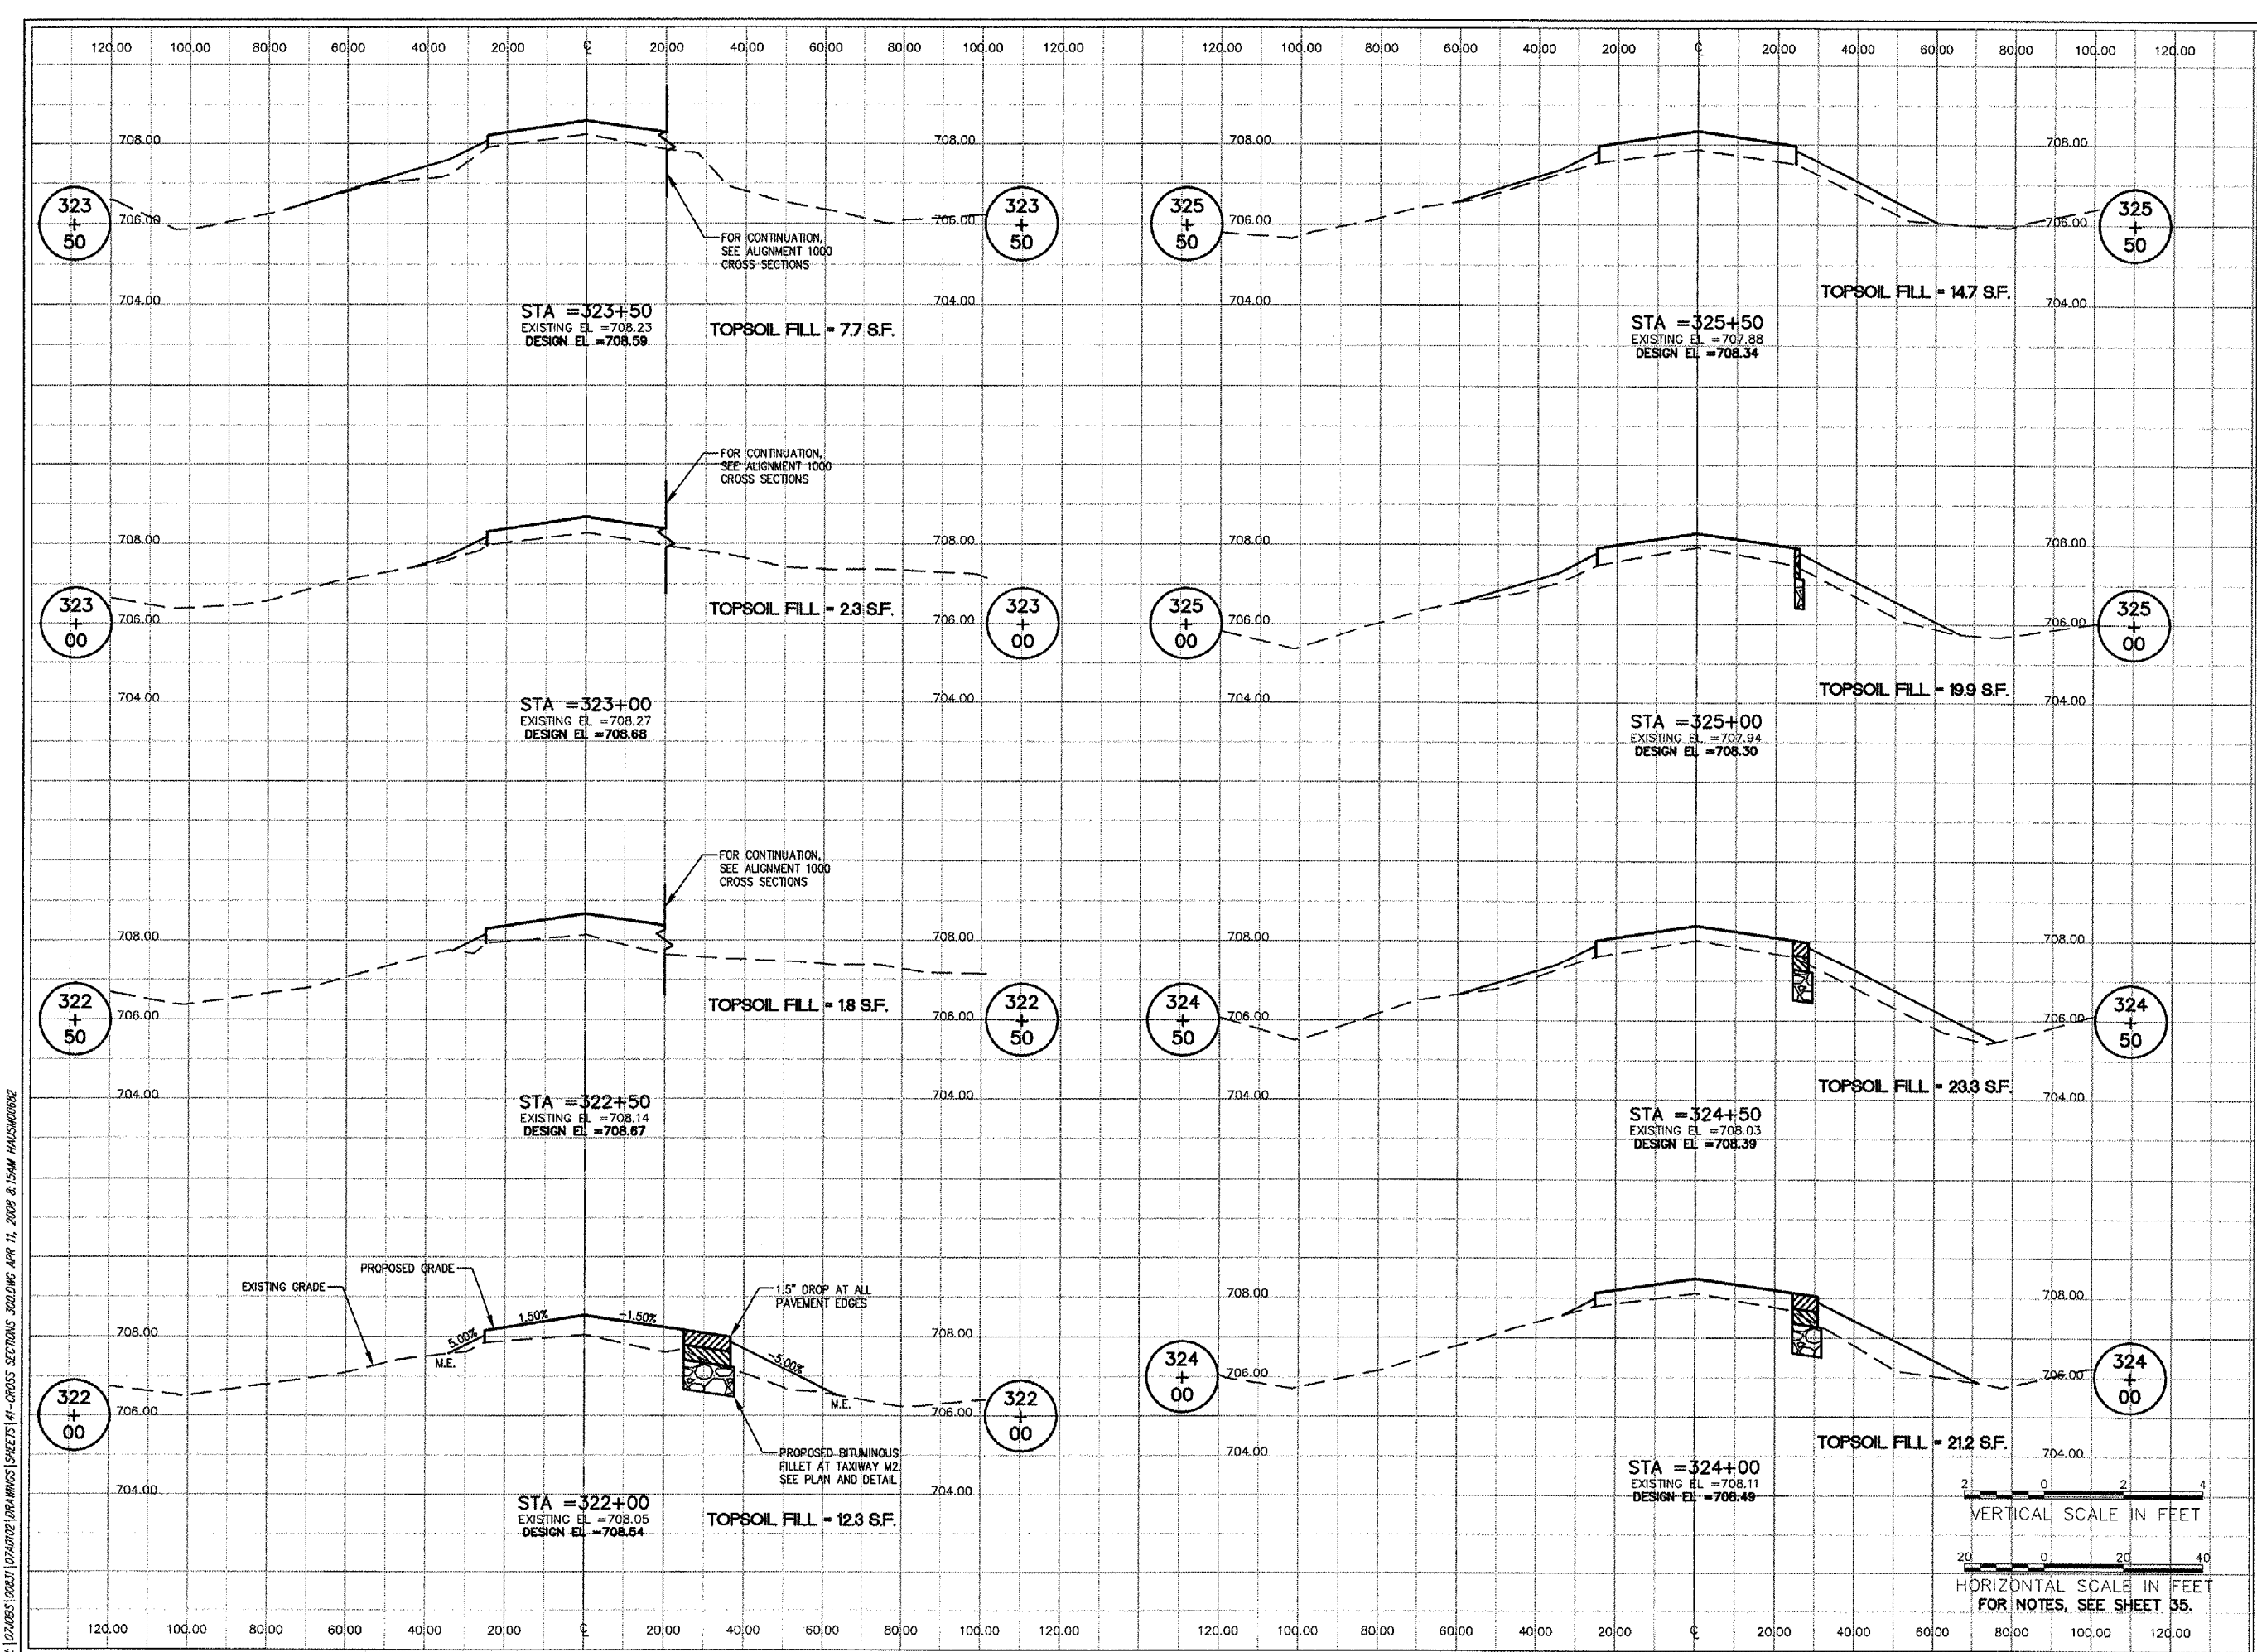 120.00 100.00 80.00 60.00 40.00 20.00 ℄ 20.00 40.00 60.00 80.00 100.00 120.00 120.00 100.00 80.00 60.00 40.00 20.00 ℄ 20.00 40.00 60.00 80.00 100.00 120.00
708.00 708.00
323 + 50 706.00 706.00 323 + 50
FOR CONTINUATION,
SEE ALIGNMENT 1000
CROSS SECTIONS
704.00 704.00
STA =323+50
EXISTING EL =708.23
DESIGN EL =708.59
TOPSOIL FILL = 7.7 S.F.
FOR CONTINUATION,
SEE ALIGNMENT 1000
CROSS SECTIONS
708.00 708.00
323 + 00 706.00 706.00 323 + 00
TOPSOIL FILL = 2.3 S.F.
704.00 704.00
STA =323+00
EXISTING EL =708.27
DESIGN EL =708.68
FOR CONTINUATION,
SEE ALIGNMENT 1000
CROSS SECTIONS
708.00 708.00
322 + 50 706.00 706.00 322 + 50
TOPSOIL FILL = 1.8 S.F.
704.00 704.00
STA =322+50
EXISTING EL =708.14
DESIGN EL =708.67
EXISTING GRADE
PROPOSED GRADE
1.5" DROP AT ALL
PAVEMENT EDGES
708.00 5.00% 1.50% -1.50% -5.00% 708.00
M.E. M.E.
322 + 00 706.00 706.00 322 + 00
PROPOSED BITUMINOUS
FILLET AT TAXIWAY M2.
SEE PLAN AND DETAIL
704.00 704.00
STA =322+00
EXISTING EL =708.05
DESIGN EL =708.54
TOPSOIL FILL = 12.3 S.F.
708.00 708.00
325 + 50 706.00 706.00 325 + 50
704.00 704.00
TOPSOIL FILL = 14.7 S.F.
STA =325+50
EXISTING EL =707.88
DESIGN EL =708.34
708.00 708.00
325 + 00 706.00 706.00 325 + 00
TOPSOIL FILL = 19.9 S.F.
704.00 704.00
STA =325+00
EXISTING EL =707.94
DESIGN EL =708.30
708.00 708.00
324 + 50 706.00 706.00 324 + 50
TOPSOIL FILL = 23.3 S.F.
704.00 704.00
STA =324+50
EXISTING EL =708.03
DESIGN EL =708.39
708.00 708.00
324 + 00 706.00 706.00 324 + 00
TOPSOIL FILL = 21.2 S.F.
704.00 704.00
STA =324+00
EXISTING EL =708.11
DESIGN EL =708.49
2 0 2 4
VERTICAL SCALE IN FEET
20 0 20 40
HORIZONTAL SCALE IN FEET
FOR NOTES, SEE SHEET 35.
120.00 100.00 80.00 60.00 40.00 20.00 ℄ 20.00 40.00 60.00 80.00 100.00 120.00 120.00 100.00 80.00 60.00 40.00 20.00 ℄ 20.00 40.00 60.00 80.00 100.00 120.00
\07JOBS\00831\07A0102\DRAWINGS\SHEETS\41-CROSS SECTIONS 300.DWG APR 11, 2008 8:15AM HAUSM00682